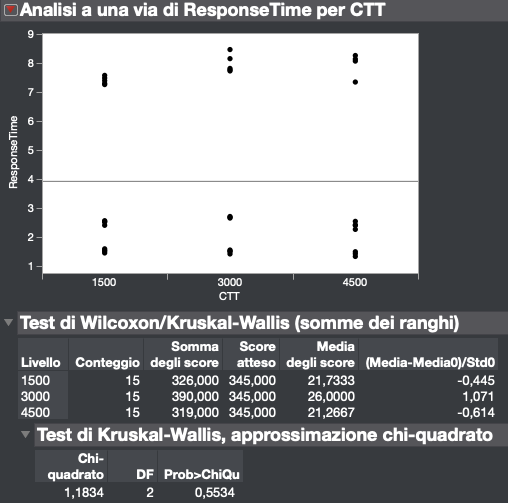 Analisi a una via di ResponseTime per CTT
9
8
7
6
5
4
3
2
1
ResponseTime
1500 3000 4500
CTT
Test di Wilcoxon/Kruskal-Wallis (somme dei ranghi)
Somma Score Media
Livello Conteggio degli score atteso degli score (Media-Media0)/Std0
1500 15 326,000 345,000 21,7333 -0,445
3000 15 390,000 345,000 26,0000 1,071
4500 15 319,000 345,000 21,2667 -0,614
Test di Kruskal-Wallis, approssimazione chi-quadrato
Chi-
quadrato DF Prob>ChiQu
1,1834 2 0,5534